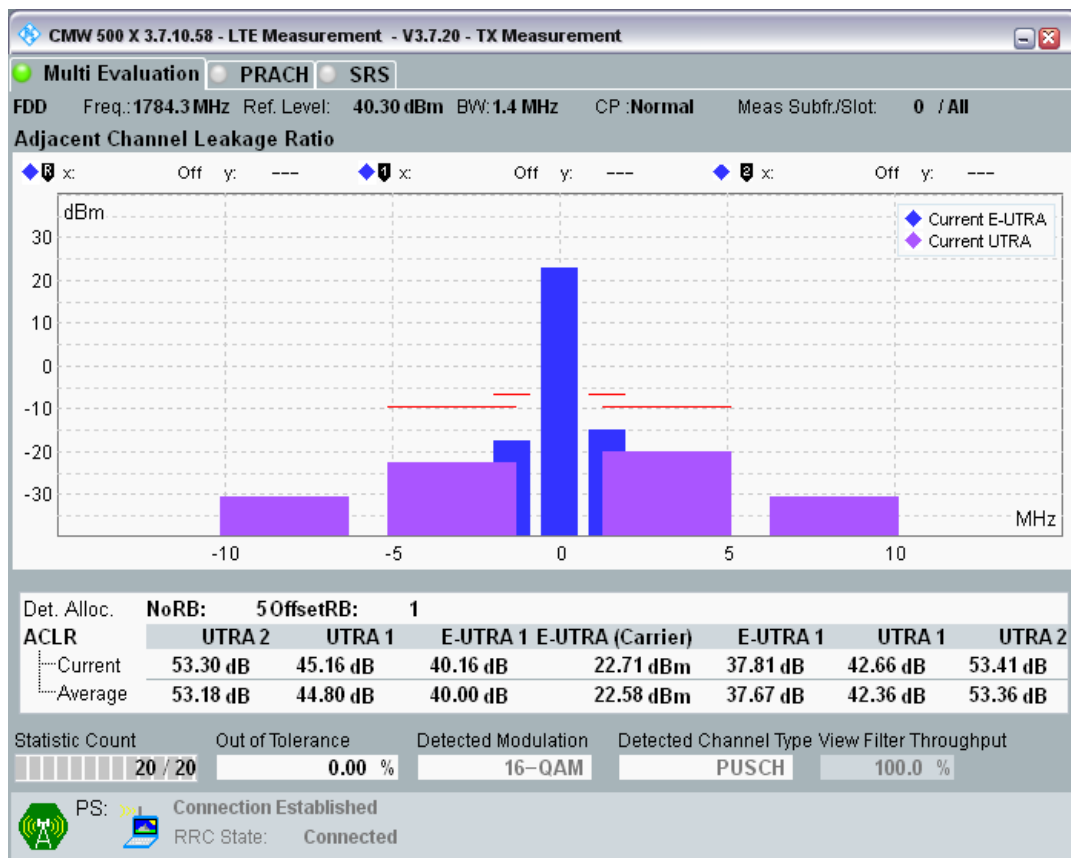 CMW 500 X 3.7.10.58 - LTE Measurement - V3.7.20 - TX Measurement
Multi Evaluation PRACH SRS
FDD Freq.: 1784.3 MHz Ref. Level: 40.30 dBm BW: 1.4 MHz CP : Normal Meas Subfr./Slot: 0 / All
Adjacent Channel Leakage Ratio
R x: Off y: --- 1 x: Off y: --- 2 x: Off y: ---
dBm
Current E-UTRA
Current UTRA
30
20
10
0
-10
-20
-30
MHz
-10 -5 0 5 10
Det. Alloc. NoRB: 5 OffsetRB: 1
ACLR UTRA 2 UTRA 1 E-UTRA 1 E-UTRA (Carrier) E-UTRA 1 UTRA 1 UTRA 2
Current 53.30 dB 45.16 dB 40.16 dB 22.71 dBm 37.81 dB 42.66 dB 53.41 dB
Average 53.18 dB 44.80 dB 40.00 dB 22.58 dBm 37.67 dB 42.36 dB 53.36 dB
Statistic Count Out of Tolerance Detected Modulation Detected Channel Type View Filter Throughput
20 / 20 0.00 % 16-QAM PUSCH 100.0 %
PS: Connection Established
RRC State: Connected